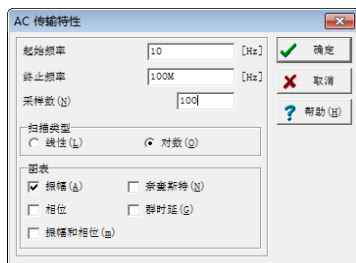 AC 传输特性
起始频率 10 [Hz]
终止频率 100M [Hz]
采样数(N) 100
确定
取消
帮助(H)
扫描类型
线性(L) 对数(O)
图表
振幅(A) 奈奎斯特(N)
相位 群时延(G)
振幅和相位(m)